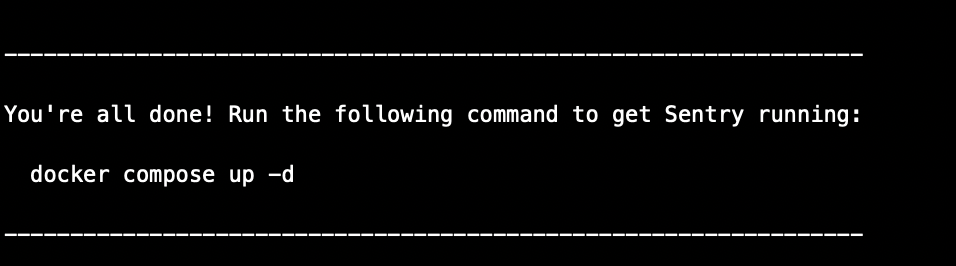 -----------------------------------------------------------------
You're all done! Run the following command to get Sentry running:
  docker compose up -d
-----------------------------------------------------------------